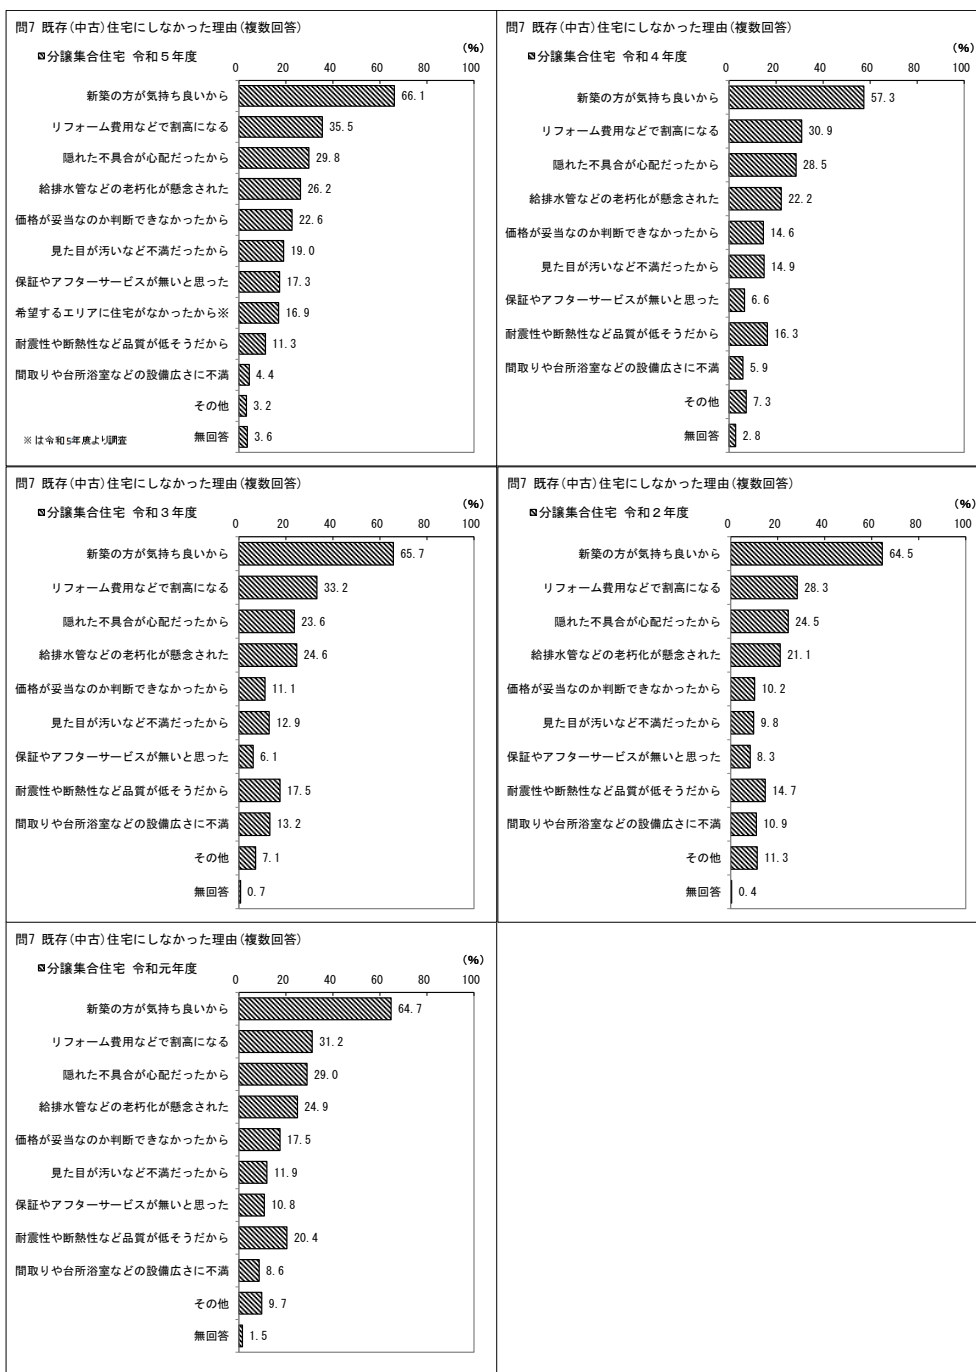 問7 既存(中古)住宅にしなかった理由(複数回答)
分譲集合住宅 令和5年度
(%)
0 20 40 60 80 100
新築の方が気持ち良いから 66.1
リフォーム費用などで割高になる 35.5
隠れた不具合が心配だったから 29.8
給排水管などの老朽化が懸念された 26.2
価格が妥当なのか判断できなかったから 22.6
見た目が汚いなど不満だったから 19.0
保証やアフターサービスが無いと思った 17.3
希望するエリアに住宅がなかったから※ 16.9
耐震性や断熱性など品質が低そうだから 11.3
間取りや台所浴室などの設備広さに不満 4.4
その他 3.2
無回答 3.6
※は令和5年度より調査
問7 既存(中古)住宅にしなかった理由(複数回答)
分譲集合住宅 令和4年度
(%)
0 20 40 60 80 100
新築の方が気持ち良いから 57.3
リフォーム費用などで割高になる 30.9
隠れた不具合が心配だったから 28.5
給排水管などの老朽化が懸念された 22.2
価格が妥当なのか判断できなかったから 14.6
見た目が汚いなど不満だったから 14.9
保証やアフターサービスが無いと思った 6.6
耐震性や断熱性など品質が低そうだから 16.3
間取りや台所浴室などの設備広さに不満 5.9
その他 7.3
無回答 2.8
問7 既存(中古)住宅にしなかった理由(複数回答)
分譲集合住宅 令和3年度
(%)
0 20 40 60 80 100
新築の方が気持ち良いから 65.7
リフォーム費用などで割高になる 33.2
隠れた不具合が心配だったから 23.6
給排水管などの老朽化が懸念された 24.6
価格が妥当なのか判断できなかったから 11.1
見た目が汚いなど不満だったから 12.9
保証やアフターサービスが無いと思った 6.1
耐震性や断熱性など品質が低そうだから 17.5
間取りや台所浴室などの設備広さに不満 13.2
その他 7.1
無回答 0.7
問7 既存(中古)住宅にしなかった理由(複数回答)
分譲集合住宅 令和2年度
(%)
0 20 40 60 80 100
新築の方が気持ち良いから 64.5
リフォーム費用などで割高になる 28.3
隠れた不具合が心配だったから 24.5
給排水管などの老朽化が懸念された 21.1
価格が妥当なのか判断できなかったから 10.2
見た目が汚いなど不満だったから 9.8
保証やアフターサービスが無いと思った 8.3
耐震性や断熱性など品質が低そうだから 14.7
間取りや台所浴室などの設備広さに不満 10.9
その他 11.3
無回答 0.4
問7 既存(中古)住宅にしなかった理由(複数回答)
分譲集合住宅 令和元年度
(%)
0 20 40 60 80 100
新築の方が気持ち良いから 64.7
リフォーム費用などで割高になる 31.2
隠れた不具合が心配だったから 29.0
給排水管などの老朽化が懸念された 24.9
価格が妥当なのか判断できなかったから 17.5
見た目が汚いなど不満だったから 11.9
保証やアフターサービスが無いと思った 10.8
耐震性や断熱性など品質が低そうだから 20.4
間取りや台所浴室などの設備広さに不満 8.6
その他 9.7
無回答 1.5